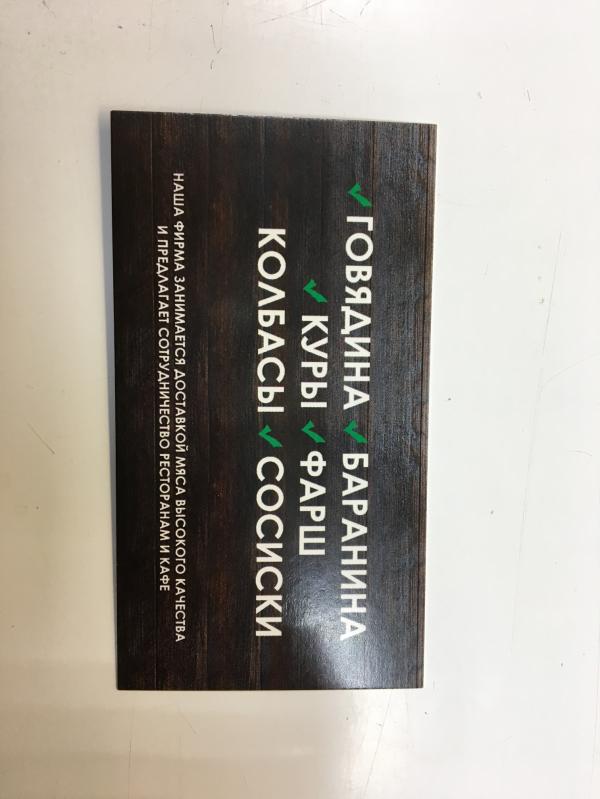 ✓ ГОВЯДИНА ✓ БАРАНИНА
✓ КУРЫ ✓ ФАРШ
КОЛБАСЫ ✓ СОСИСКИ
НАША ФИРМА ЗАНИМАЕТСЯ ДОСТАВКОЙ МЯСА ВЫСОКОГО КАЧЕСТВА
И ПРЕДЛАГАЕТ СОТРУДНИЧЕСТВО РЕСТОРАНАМ И КАФЕ